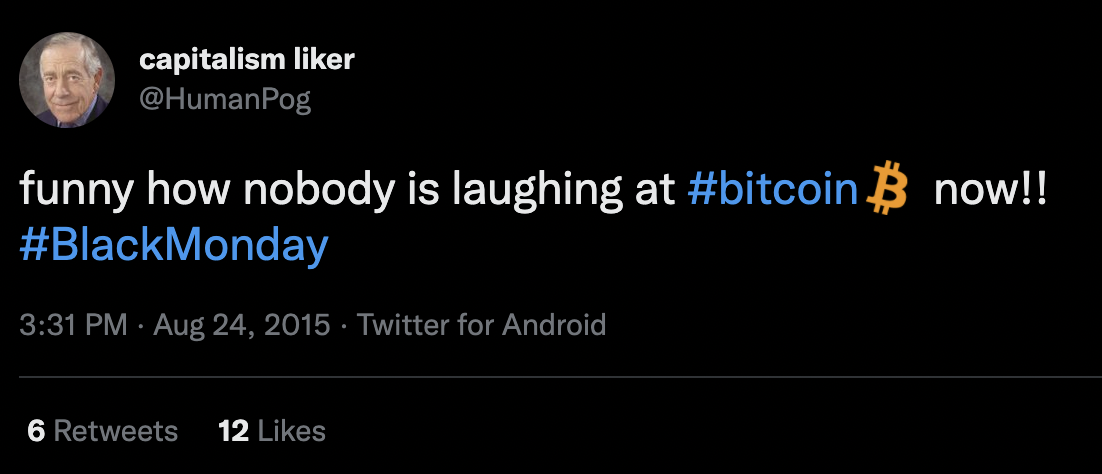 capitalism liker
@HumanPog
funny how nobody is laughing at #bitcoin now!!
#BlackMonday
3:31 PM · Aug 24, 2015 · Twitter for Android
6 Retweets 12 Likes